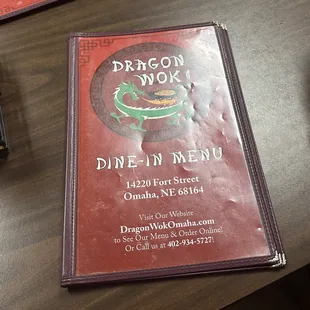 DRAGON
WOK
DINE-IN MENU
14220 Fort Street
Omaha, NE 68164
Visit Our Website
DragonWokOmaha.com
to See Our Menu & Order Online!
Or Call us at 402-934-5727!